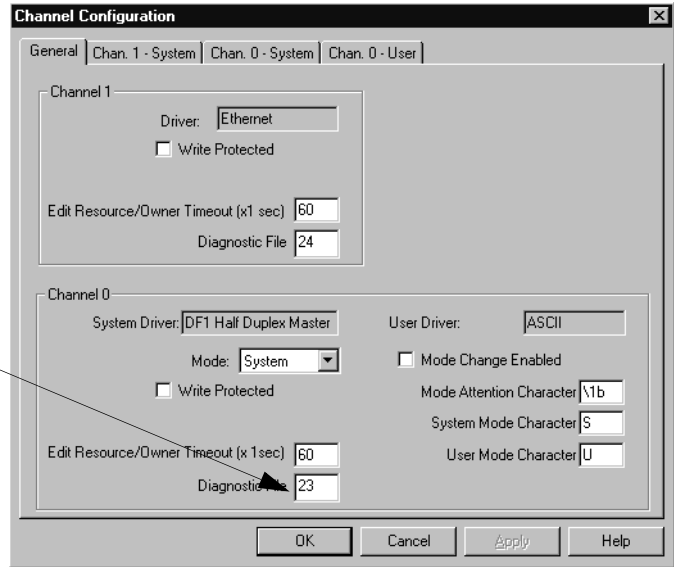 Channel Configuration
General Chan. 1 - System Chan. 0 - System Chan. 0 - User
Channel 1
Driver: Ethernet
Write Protected
Edit Resource/Owner Timeout (x1 sec) 60
Diagnostic File 24
Channel 0
System Driver: DF1 Half Duplex Master User Driver: ASCII
Mode: System Mode Change Enabled
Write Protected Mode Attention Character \1b
System Mode Character S
Edit Resource/Owner Timeout (x 1sec) 60 User Mode Character U
Diagnostic File 23
OK Cancel Apply Help